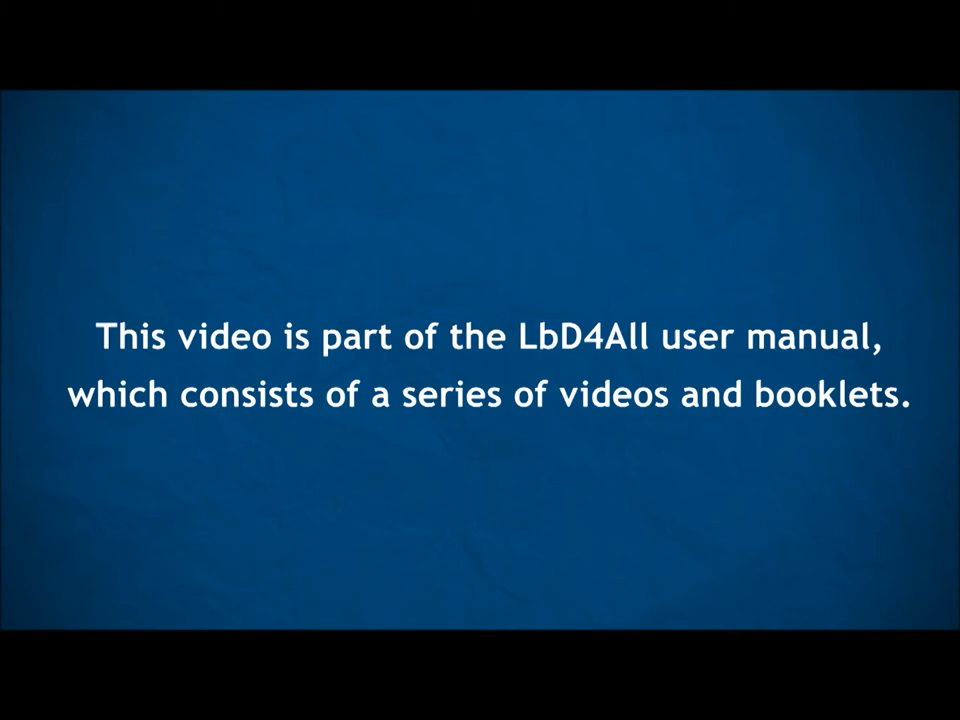 This video is part of the LbD4All user manual,
which consists of a series of videos and booklets.